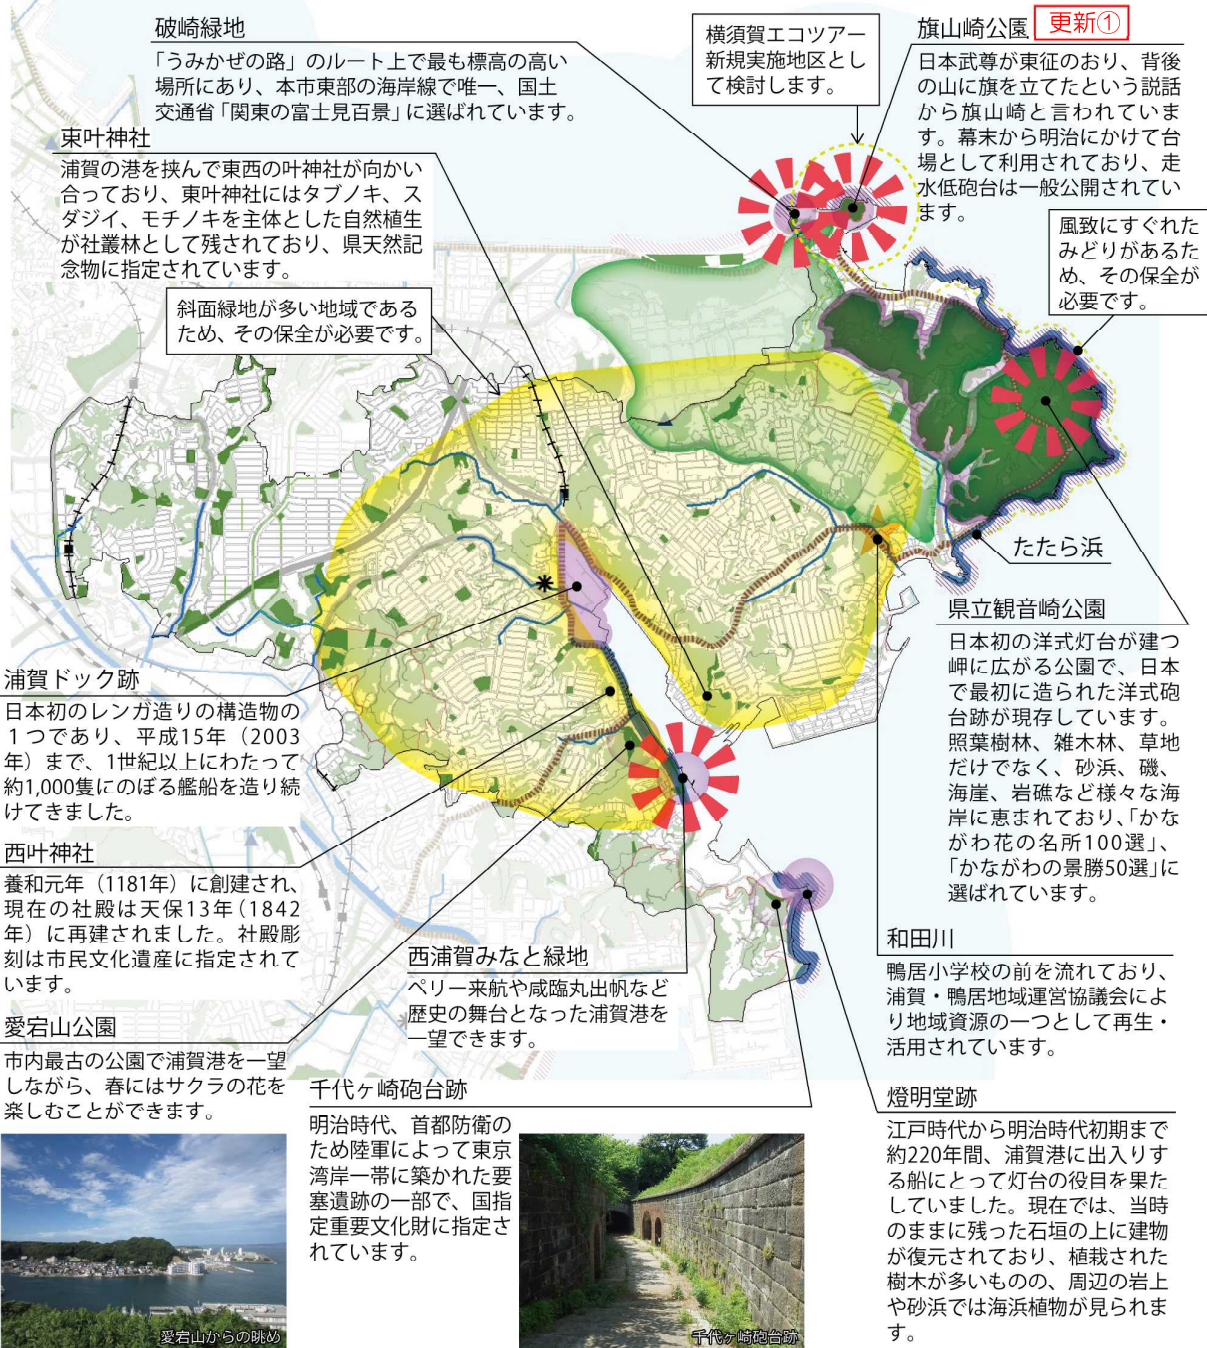 破崎緑地
「うみかぜの路」のルート上で最も標高の高い
場所にあり、本市東部の海岸線で唯一、国土
交通省「関東の富士見百景」に選ばれています。
横須賀エコツアー
新規実施地区とし
て検討します。
旗山崎公園
更新①
日本武尊が東征のおり、背後
の山に旗を立てたという説話
から旗山崎と言われていま
す。幕末から明治にかけて台
場として利用されており、走
水低砲台は一般公開されてい
ます。
東叶神社
浦賀の港を挟んで東西の叶神社が向かい
合っており、東叶神社にはタブノキ、ス
ダジイ、モチノキを主体とした自然植生
が社叢林として残されており、県天然記
念物に指定されています。
風致にすぐれた
みどりがあるた
め、その保全が
必要です。
斜面緑地が多い地域である
ため、その保全が必要です。
たたら浜
県立観音崎公園
日本初の洋式灯台が建つ
岬に広がる公園で、日本
で最初に造られた洋式砲
台跡が現存しています。
照葉樹林、雑木林、草地
だけでなく、砂浜、磯、
海崖、岩礁など様々な海
岸に恵まれており、「かな
がわ花の名所100選」、
「かながわの景勝50選」に
選ばれています。
浦賀ドック跡
日本初のレンガ造りの構造物の
１つであり、平成15年（2003
年）まで、1世紀以上にわたって
約1,000隻にのぼる艦船を造り続
けてきました。
西叶神社
養和元年（1181年）に創建され、
現在の社殿は天保13年（1842
年）に再建されました。社殿彫
刻は市民文化遺産に指定されて
います。
西浦賀みなと緑地
ペリー来航や咸臨丸出帆など
歴史の舞台となった浦賀港を
一望できます。
和田川
鴨居小学校の前を流れており、
浦賀・鴨居地域運営協議会によ
り地域資源の一つとして再生・
活用されています。
愛宕山公園
市内最古の公園で浦賀港を一望
しながら、春にはサクラの花を
楽しむことができます。
千代ヶ崎砲台跡
明治時代、首都防衛の
ため陸軍によって東京
湾岸一帯に築かれた要
塞遺跡の一部で、国指
定重要文化財に指定さ
れています。
燈明堂跡
江戸時代から明治時代初期まで
約220年間、浦賀港に出入りす
る船にとって灯台の役目を果た
していました。現在では、当時
のままに残った石垣の上に建物
が復元されており、植栽された
樹木が多いものの、周辺の岩上
や砂浜では海浜植物が見られま
す。
愛宕山からの眺め
千代ヶ崎砲台跡